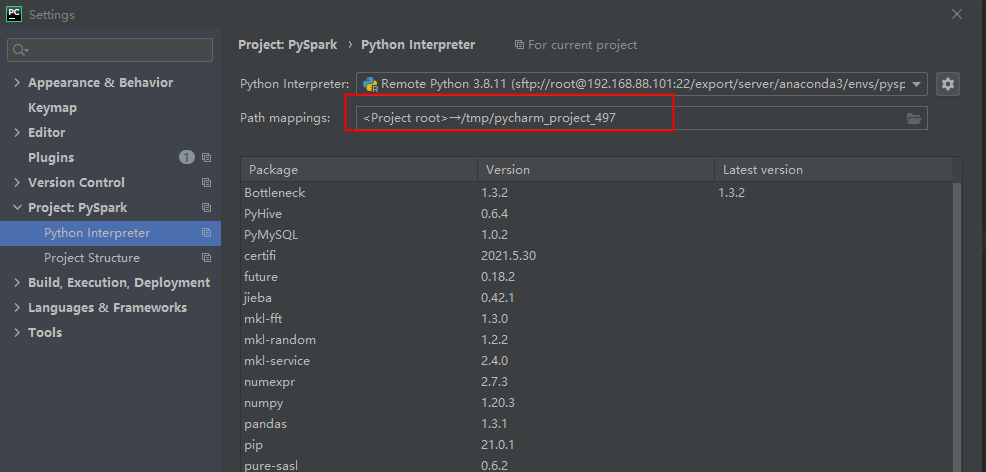 PC Settings
Project: PySpark › Python Interpreter For current project
Appearance & Behavior
Keymap
Editor
Plugins 1
Version Control
Project: PySpark
Python Interpreter
Project Structure
Build, Execution, Deployment
Languages & Frameworks
Tools
Python Interpreter: Remote Python 3.8.11 (sftp://root@192.168.88.101:22/export/server/anaconda3/envs/pysp
Path mappings: <Project root>→/tmp/pycharm_project_497
Package Version Latest version
Bottleneck 1.3.2 1.3.2
PyHive 0.6.4
PyMySQL 1.0.2
certifi 2021.5.30
future 0.18.2
jieba 0.42.1
mkl-fft 1.3.0
mkl-random 1.2.2
mkl-service 2.4.0
numexpr 2.7.3
numpy 1.20.3
pandas 1.3.1
pip 21.0.1
pure-sasl 0.6.2